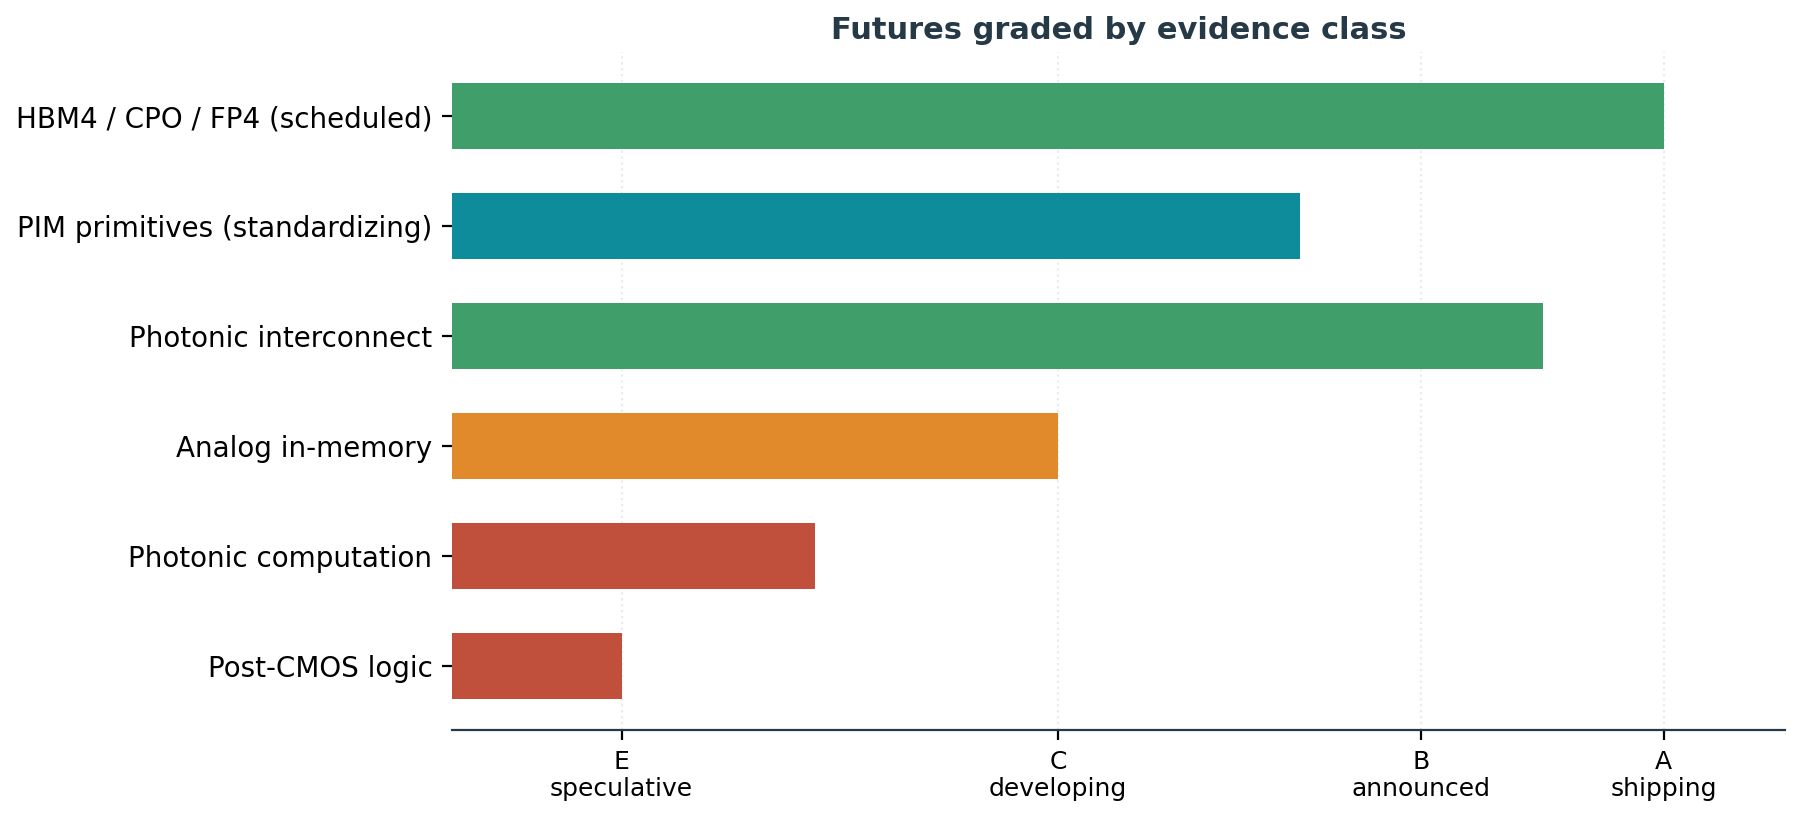 Futures graded by evidence class
HBM4 / CPO / FP4 (scheduled)
PIM primitives (standardizing)
Photonic interconnect
Analog in-memory
Photonic computation
Post-CMOS logic
E
speculative
C
developing
B
announced
A
shipping